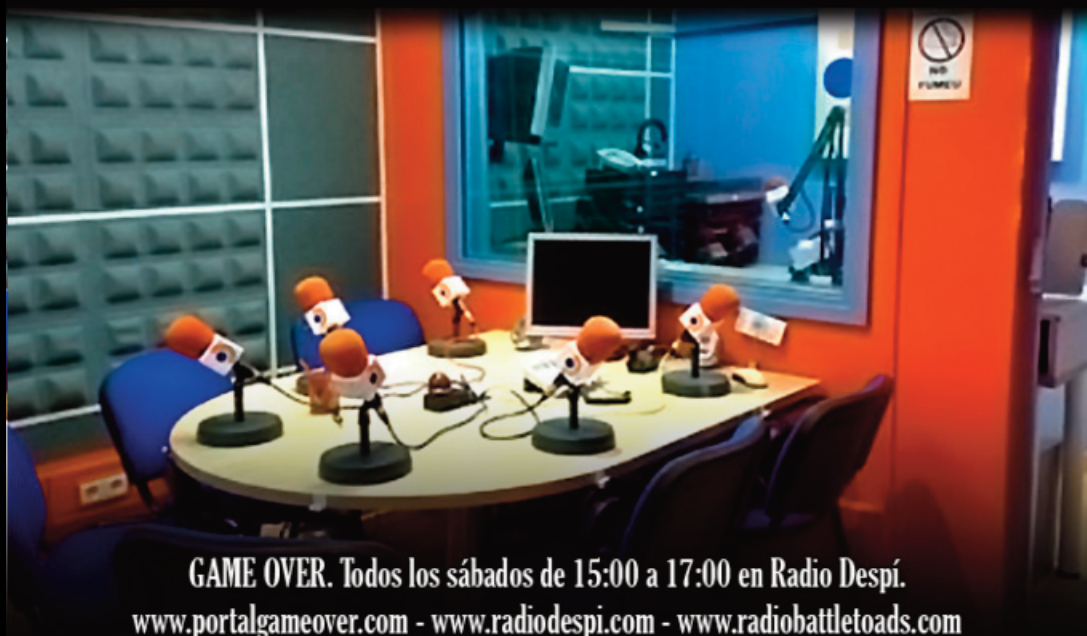 NO
FUMEU
GAME OVER. Todos los sábados de 15:00 a 17:00 en Radio Despí.
www.portalgameover.com - www.radiodespi.com - www.radiobattletoads.com